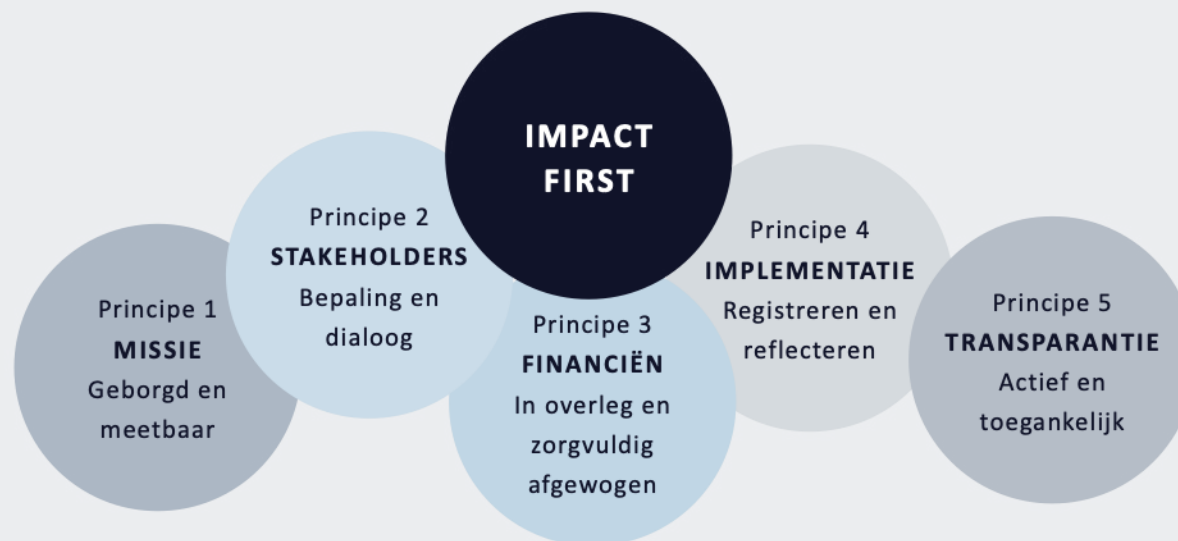 IMPACT
FIRST
Principe 1
MISSIE
Geborgd en
meetbaar
Principe 2
STAKEHOLDERS
Bepaling en
dialoog
Principe 3
FINANCIËN
In overleg en
zorgvuldig
afgewogen
Principe 4
IMPLEMENTATIE
Registreren en
reflecteren
Principe 5
TRANSPARANTIE
Actief en
toegankelijk